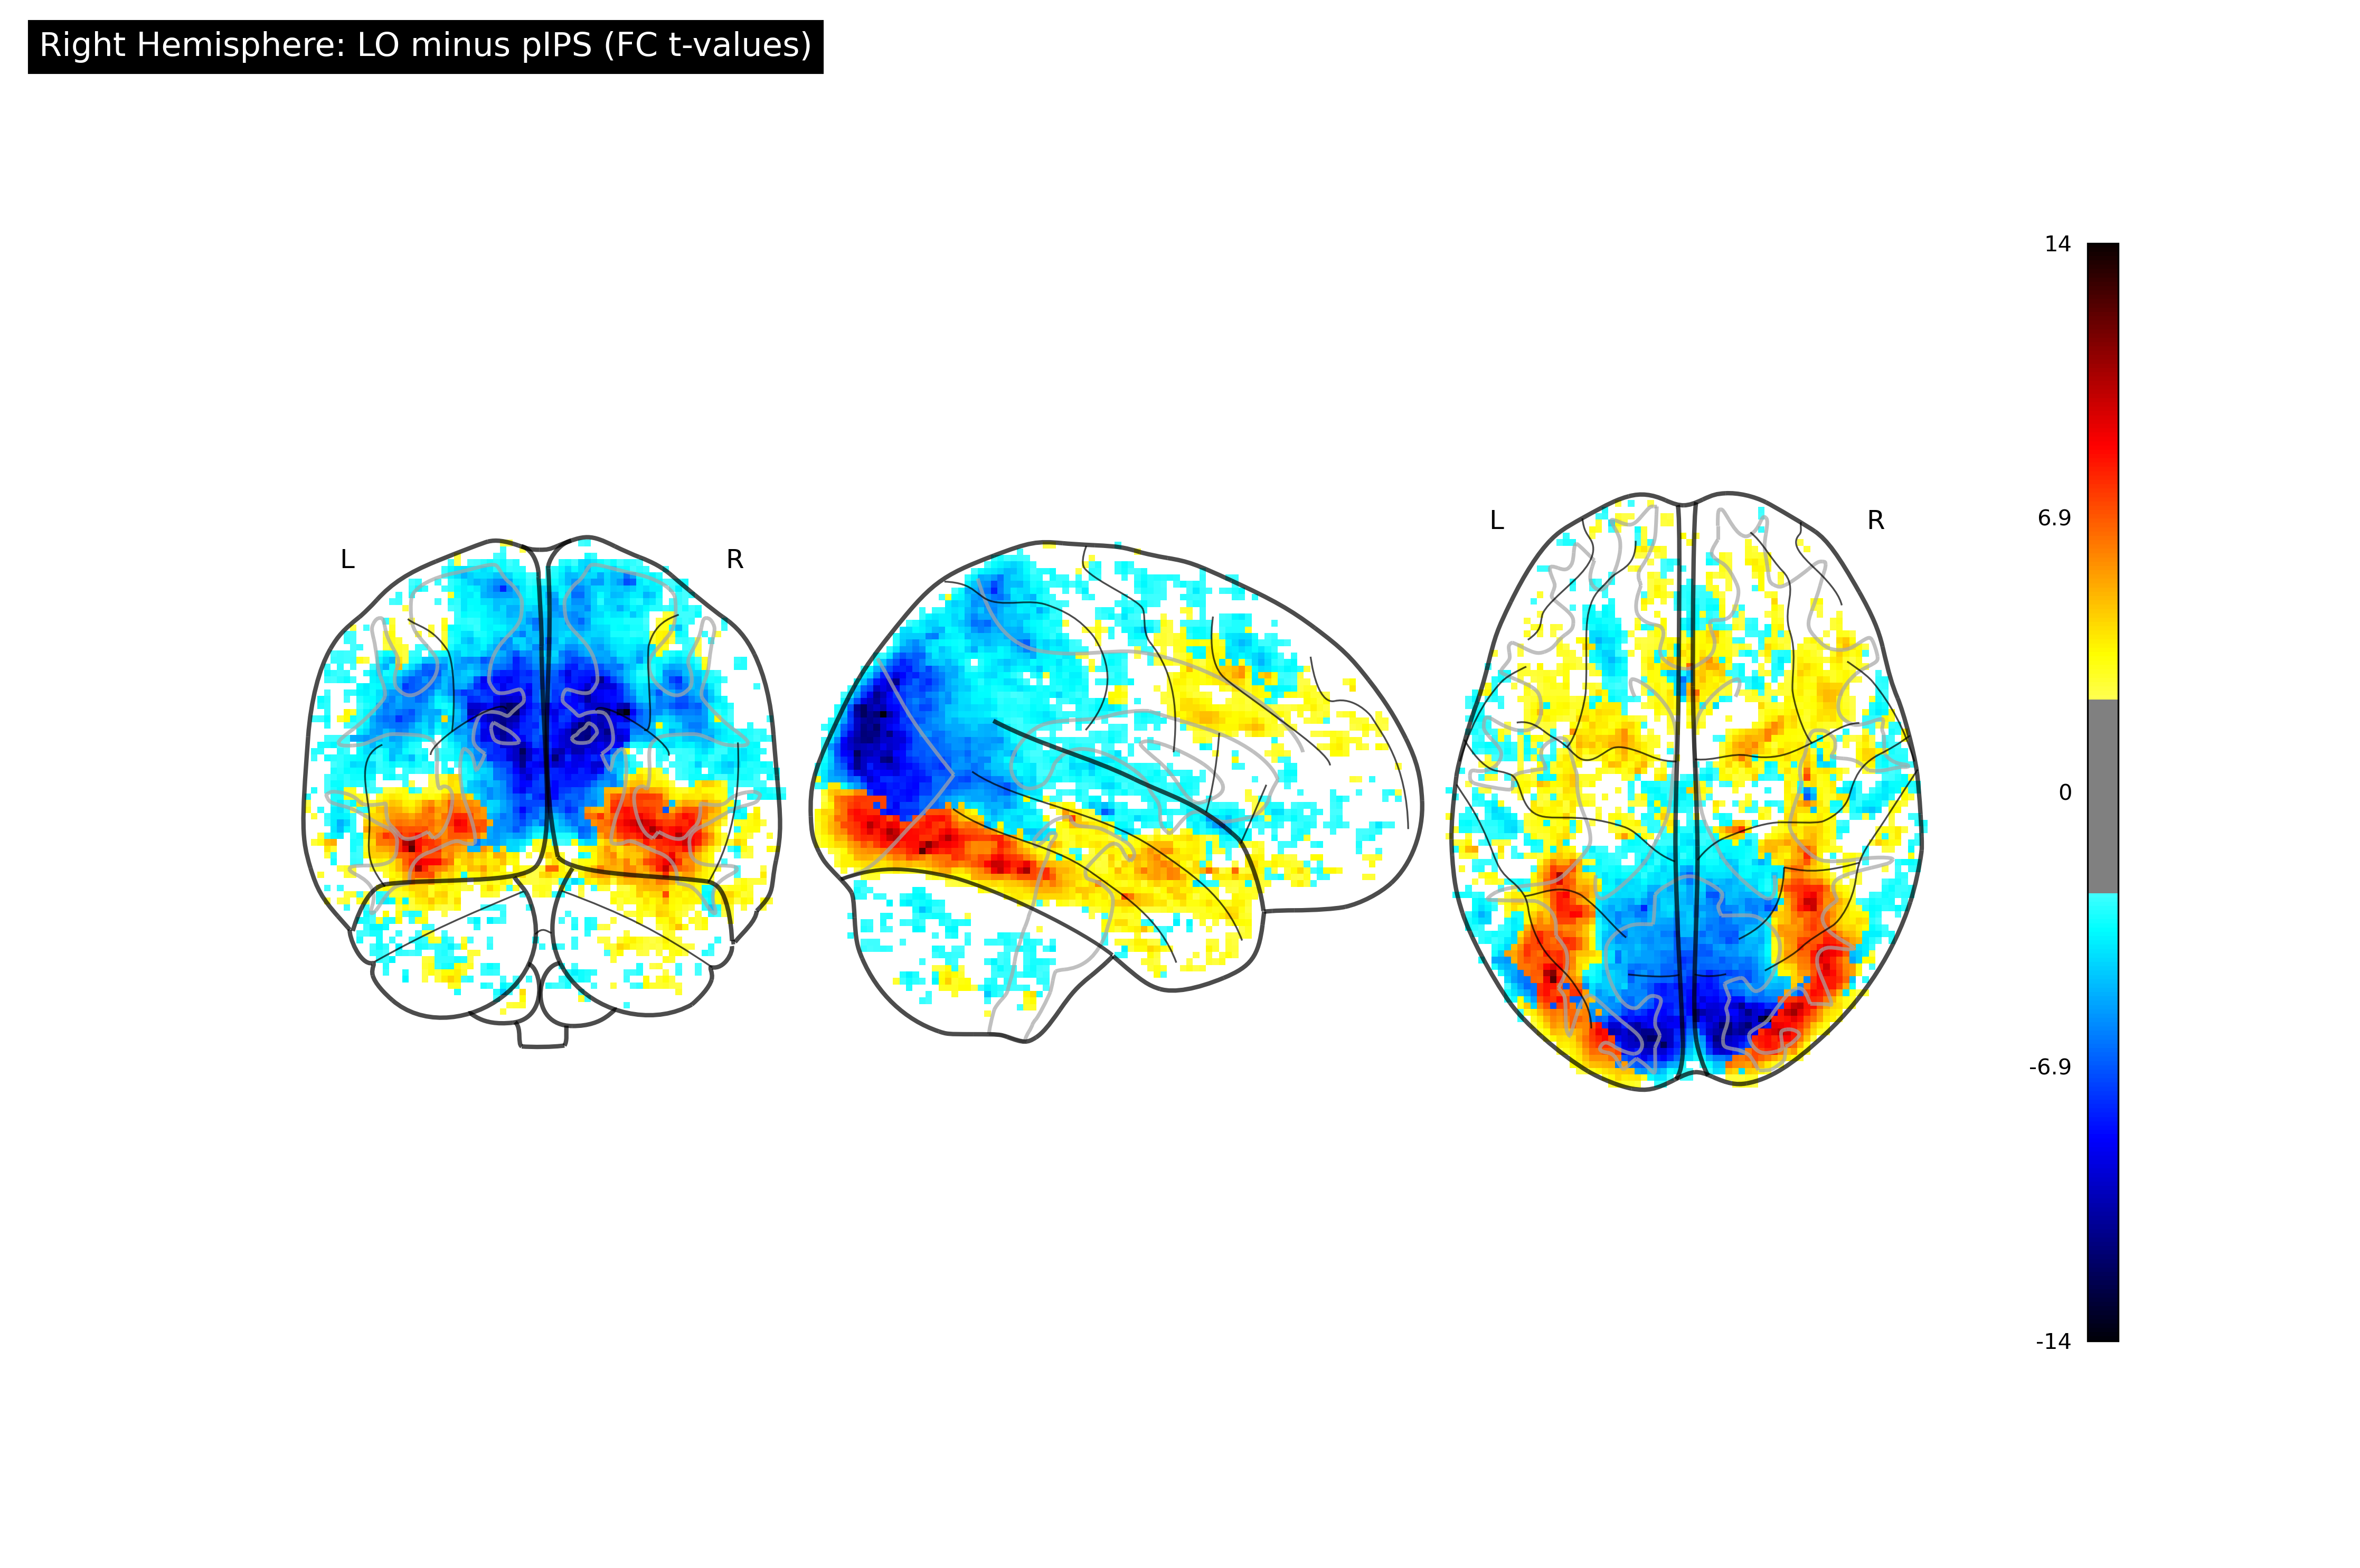 Right Hemisphere: LO minus pIPS (FC t-values)
L
R
L
R
14
6.9
0
-6.9
-14